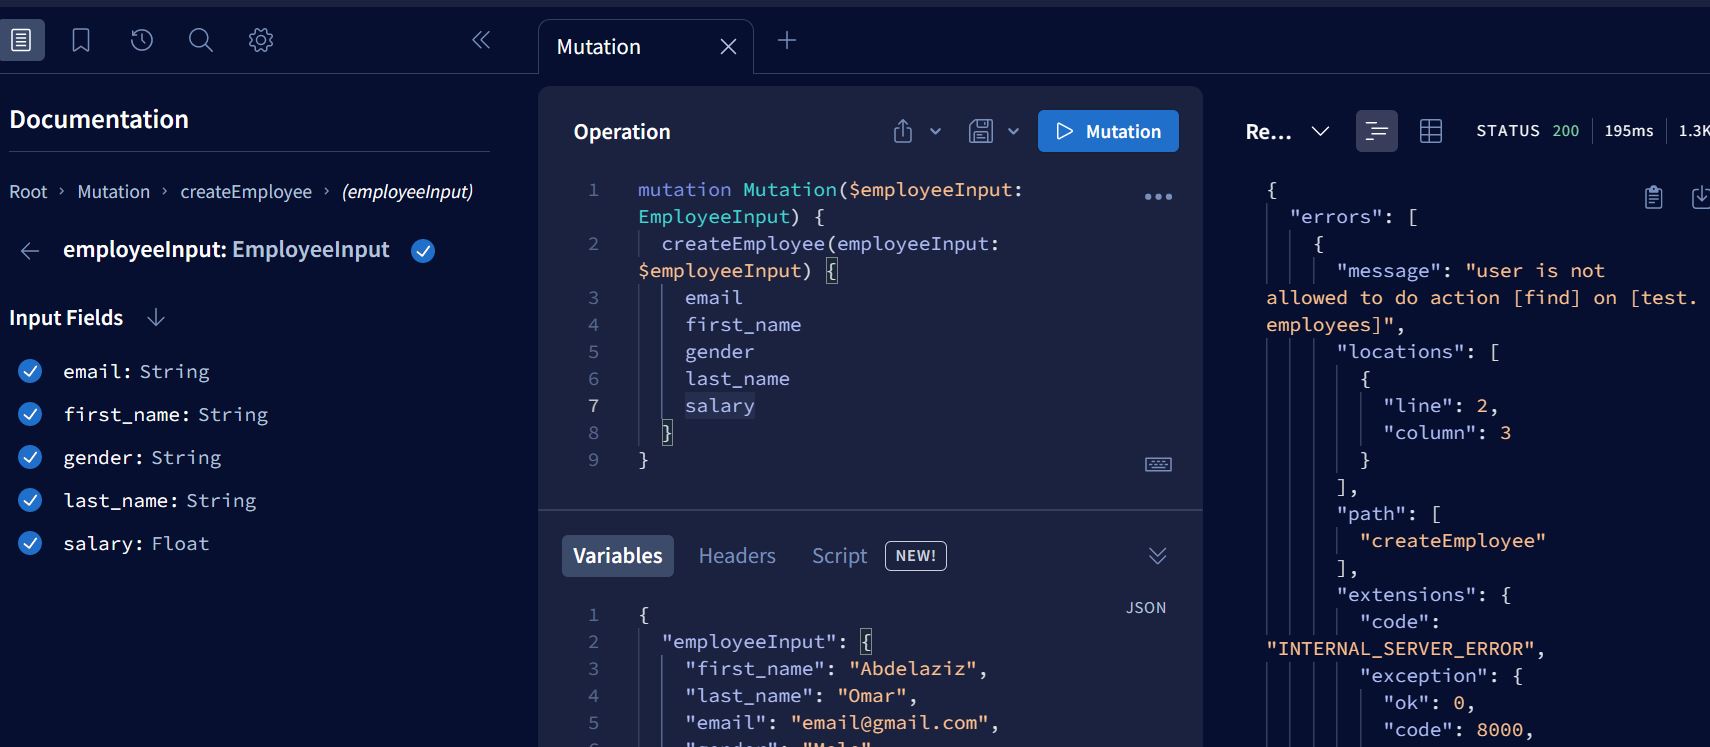 Mutation
Documentation
Root › Mutation › createEmployee › (employeeInput)
employeeInput: EmployeeInput
Input Fields
email: String
first_name: String
gender: String
last_name: String
salary: Float
Operation
Mutation
1 mutation Mutation($employeeInput:
EmployeeInput) {
2 createEmployee(employeeInput:
$employeeInput) {
3 email
4 first_name
5 gender
6 last_name
7 salary
8 }
9 }
Variables Headers Script NEW!
JSON
1 {
2 "employeeInput": {
3 "first_name": "Abdelaziz",
4 "last_name": "Omar",
5 "email": "email@gmail.com",
6 "gender": "Male"
Re... STATUS 200 195ms 1.3K
{
"errors": [
{
"message": "user is not
allowed to do action [find] on [test.
employees]",
"locations": [
{
"line": 2,
"column": 3
}
],
"path": [
"createEmployee"
],
"extensions": {
"code":
"INTERNAL_SERVER_ERROR",
"exception": {
"ok": 0,
"code": 8000,